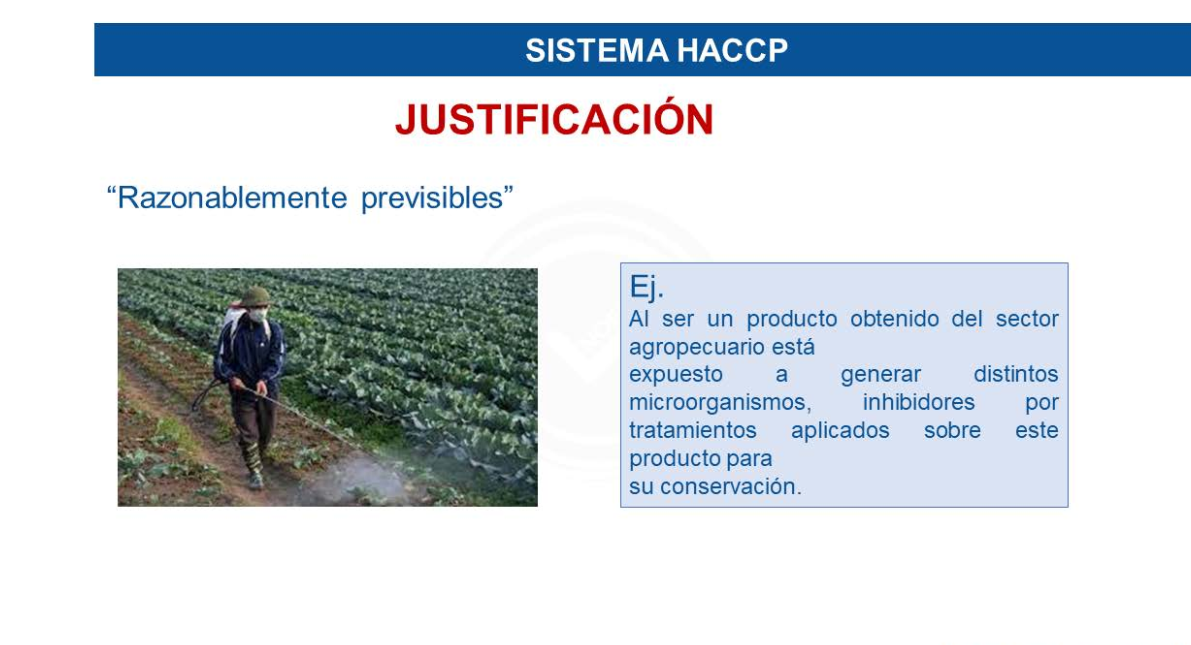 SISTEMA HACCP
JUSTIFICACIÓN
“Razonablemente previsibles”
Ej.
Al ser un producto obtenido del sector
agropecuario está
expuesto a generar distintos
microorganismos, inhibidores por
tratamientos aplicados sobre este
producto para
su conservación.